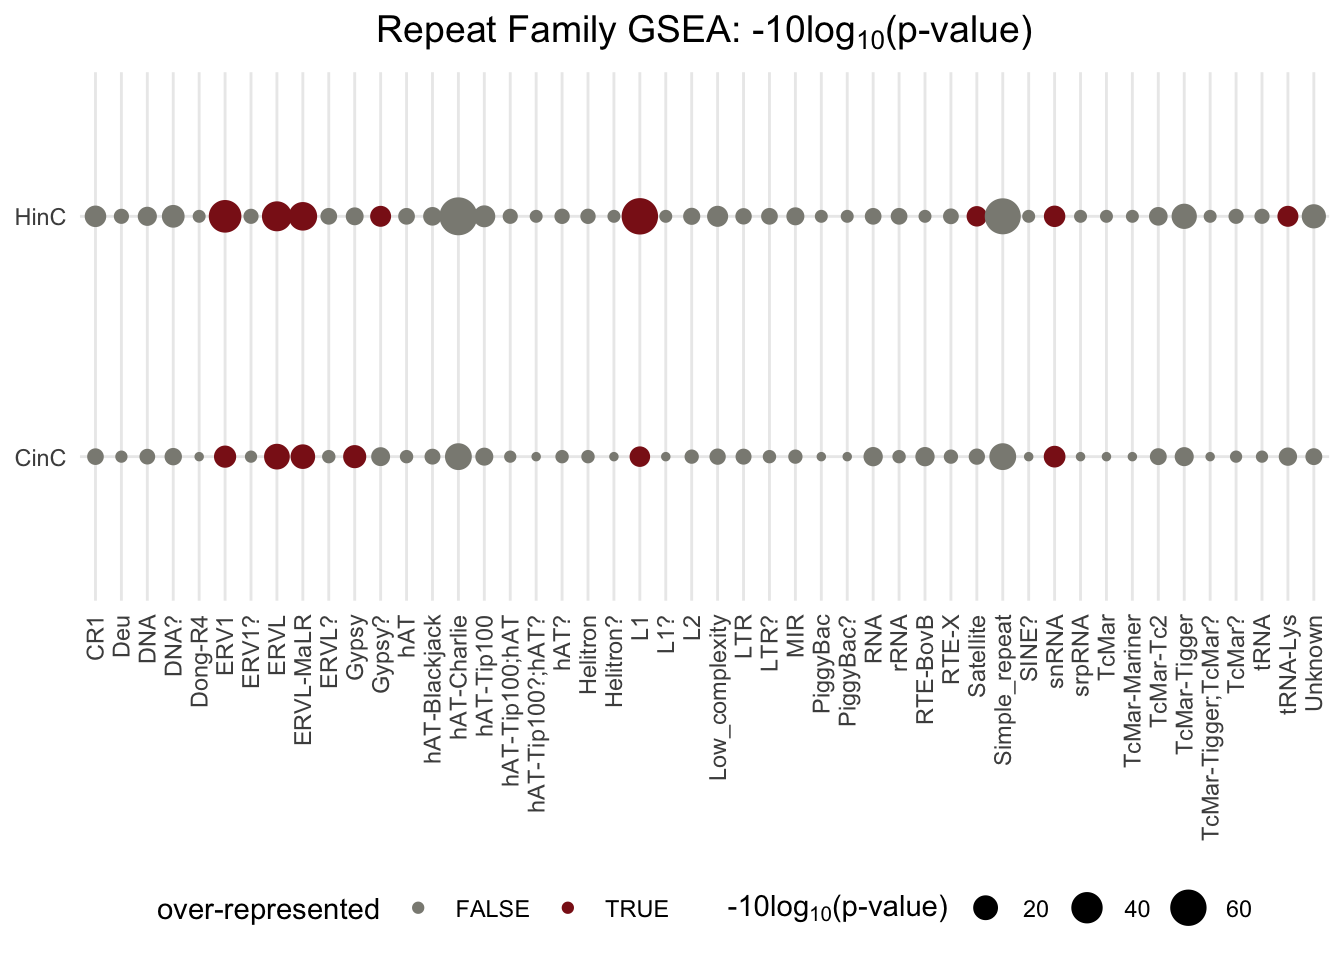 Repeat Family GSEA: -10log₁₀(p-value)
HinC
CinC
CR1
Deu
DNA
DNA?
Dong-R4
ERV1
ERV1?
ERVL
ERVL-MaLR
ERVL?
Gypsy
Gypsy?
hAT
hAT-Blackjack
hAT-Charlie
hAT-Tip100
hAT-Tip100;hAT
hAT-Tip100?;hAT?
hAT?
Helitron
Helitron?
L1
L1?
L2
Low_complexity
LTR
LTR?
MIR
PiggyBac
PiggyBac?
RNA
rRNA
RTE-BovB
RTE-X
Satellite
Simple_repeat
SINE?
snRNA
srpRNA
TcMar
TcMar-Mariner
TcMar-Tc2
TcMar-Tigger
TcMar-Tigger;TcMar?
TcMar?
tRNA
tRNA-Lys
Unknown
over-represented FALSE TRUE -10log₁₀(p-value) 20 40 60